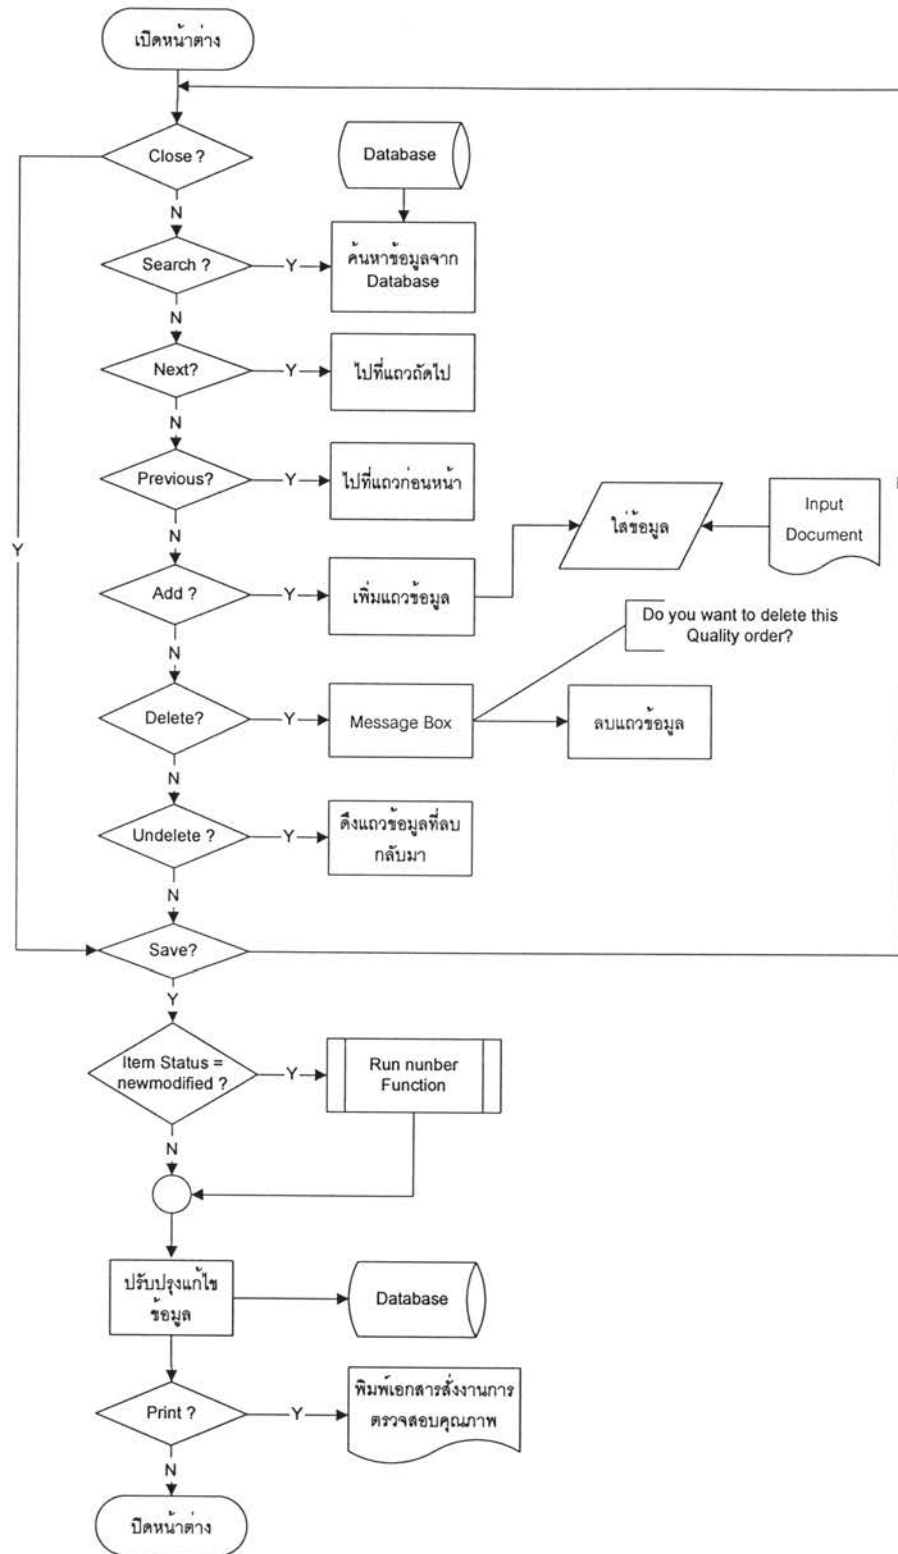 เปิดหน้าต่าง
Close ?
Database
N
Search ?
Y
ค้นหาข้อมูลจาก
Database
N
Next?
Y
ไปที่แถวถัดไป
N
Previous?
Y
ไปที่แถวก่อนหน้า
Input
Document
ใส่ข้อมูล
N
Y
Add ?
Y
เพิ่มแถวข้อมูล
Do you want to delete this
Quality order?
N
Delete?
Y
Message Box
ลบแถวข้อมูล
N
Undelete ?
Y
ดึงแถวข้อมูลที่ลบ
กลับมา
N
Save?
Y
Item Status =
newmodified ?
Y
Run nunber
Function
N
ปรับปรุงแก้ไข
ข้อมูล
Database
Print ?
Y
พิมพ์เอกสารสั่งงานการ
ตรวจสอบคุณภาพ
N
ปิดหน้าต่าง